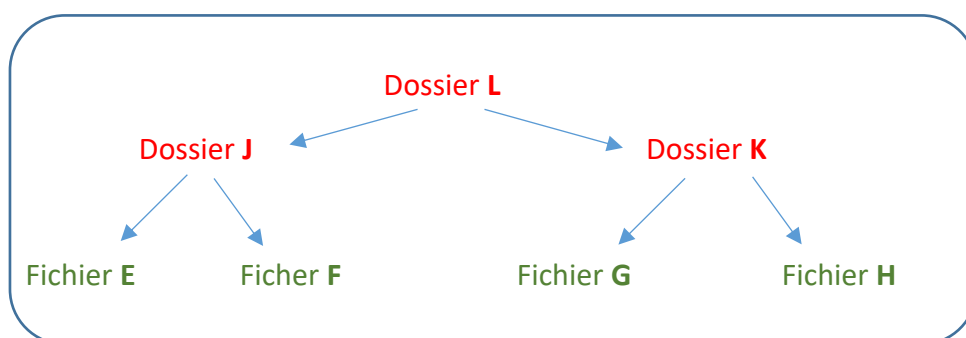 Dossier L
Dossier J Dossier K
Fichier E Ficher F Fichier G Fichier H